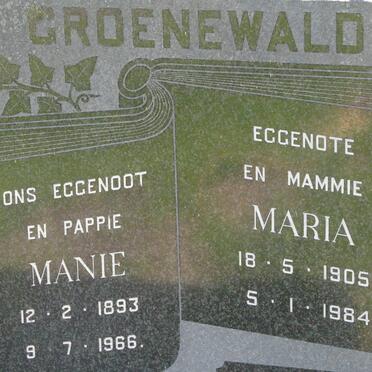 GROENEWALD
ONS EGGENOOT
EN PAPPIE
MANIE
12 · 2 · 1893
9 · 7 · 1966.
EGGENOTE
EN MAMMIE
MARIA
18 · 5 · 1905
5 · 1 · 1984